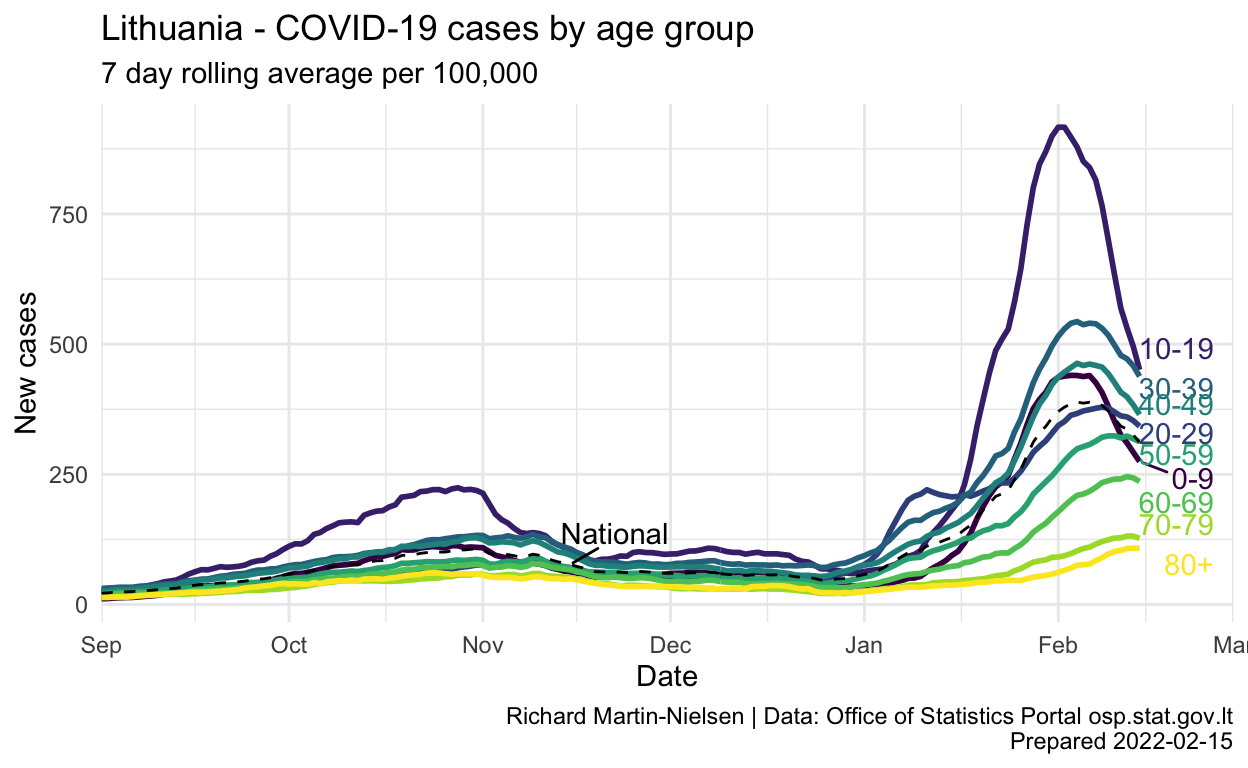 Lithuania - COVID-19 cases by age group
7 day rolling average per 100,000
New cases
750
500
250
0
National
10-19
30-39
40-49
20-29
50-59
0-9
60-69
70-79
80+
Sep Oct Nov Dec Jan Feb Mar
Date
Richard Martin-Nielsen | Data: Office of Statistics Portal osp.stat.gov.lt
Prepared 2022-02-15